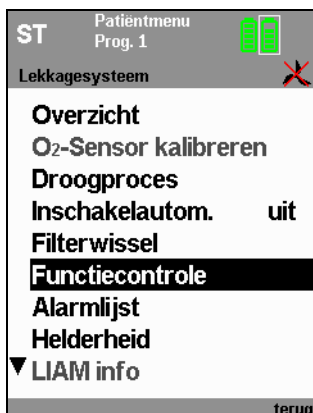 ST
Patiëntmenu
Prog. 1
Lekkagesysteem
Overzicht
O₂-Sensor kalibreren
Droogproces
Inschakelautom. uit
Filterwissel
Functiecontrole
Alarmlijst
Helderheid
LIAM info
terug